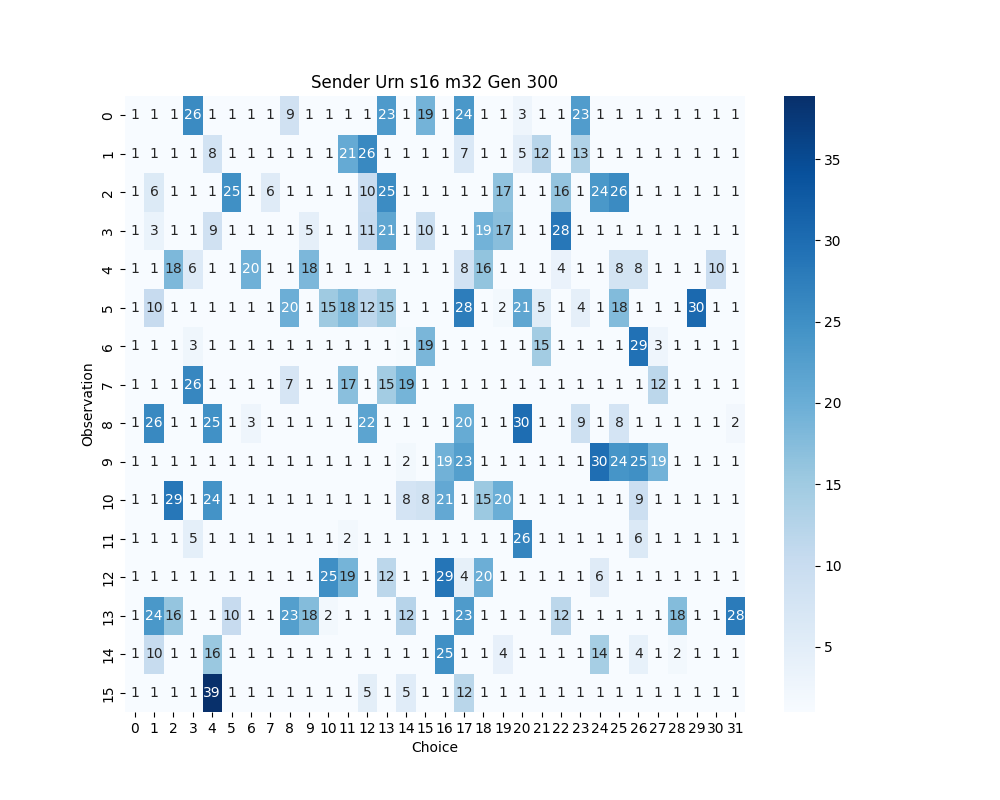 Sender Urn s16 m32 Gen 300
0 1 1 1 26 1 1 1 1 9 1 1 1 1 23 1 19 1 24 1 1 3 1 1 23 1 1 1 1 1 1 1 1
1 1 1 1 1 8 1 1 1 1 1 1 21 26 1 1 1 1 7 1 1 5 12 1 13 1 1 1 1 1 1 1 1
2 1 6 1 1 1 25 1 6 1 1 1 1 10 25 1 1 1 1 1 17 1 1 16 1 24 26 1 1 1 1 1 1
3 1 3 1 1 9 1 1 1 1 5 1 1 11 21 1 10 1 1 19 17 1 1 28 1 1 1 1 1 1 1 1 1
4 1 1 18 6 1 1 20 1 1 18 1 1 1 1 1 1 1 8 16 1 1 1 4 1 1 8 8 1 1 1 10 1
5 1 10 1 1 1 1 1 1 20 1 15 18 12 15 1 1 1 28 1 2 21 5 1 4 1 18 1 1 1 30 1 1
6 1 1 1 3 1 1 1 1 1 1 1 1 1 1 1 19 1 1 1 1 1 15 1 1 1 1 29 3 1 1 1 1
7 1 1 1 26 1 1 1 1 7 1 1 17 1 15 19 1 1 1 1 1 1 1 1 1 1 1 1 12 1 1 1 1
8 1 26 1 1 25 1 3 1 1 1 1 1 22 1 1 1 1 20 1 1 30 1 1 9 1 8 1 1 1 1 1 2
9 1 1 1 1 1 1 1 1 1 1 1 1 1 1 2 1 19 23 1 1 1 1 1 1 30 24 25 19 1 1 1 1
10 1 1 29 1 24 1 1 1 1 1 1 1 1 1 8 8 21 1 15 20 1 1 1 1 1 1 9 1 1 1 1 1
11 1 1 1 5 1 1 1 1 1 1 1 2 1 1 1 1 1 1 1 1 26 1 1 1 1 1 6 1 1 1 1 1
12 1 1 1 1 1 1 1 1 1 1 25 19 1 12 1 1 29 4 20 1 1 1 1 1 6 1 1 1 1 1 1 1
13 1 24 16 1 1 10 1 1 23 18 2 1 1 1 12 1 1 23 1 1 1 1 12 1 1 1 1 1 18 1 1 28
14 1 10 1 1 16 1 1 1 1 1 1 1 1 1 1 1 25 1 1 4 1 1 1 1 14 1 4 1 2 1 1 1
15 1 1 1 1 39 1 1 1 1 1 1 1 5 1 5 1 1 12 1 1 1 1 1 1 1 1 1 1 1 1 1 1
0 1 2 3 4 5 6 7 8 9 10 11 12 13 14 15 16 17 18 19 20 21 22 23 24 25 26 27 28 29 30 31
Choice
Observation
35
30
25
20
15
10
5